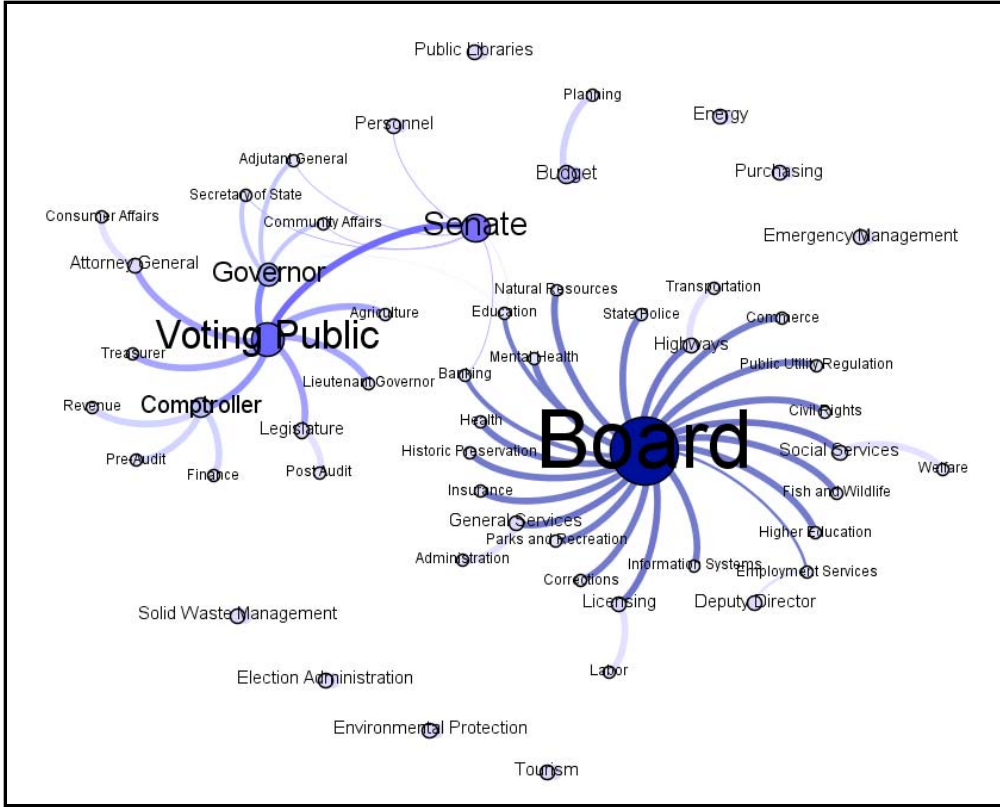 Public Libraries
Planning
Energy
Personnel
Adjutant General
Budget
Purchasing
Secretary of State
Consumer Affairs
Community Affairs
Senate
Emergency Management
Attorney General
Governor
Natural Resources
Transportation
Education
State Police
Commerce
Agriculture
Voting Public
Highways
Treasurer
Mental Health
Public Utility Regulation
Banking
Lieutenant Governor
Revenue
Comptroller
Civil Rights
Health
Legislature
Board
Historic Preservation
Social Services
Pre-Audit
Welfare
Finance
Post Audit
Insurance
Fish and Wildlife
General Services
Higher Education
Parks and Recreation
Administration
Information Systems
Employment Services
Corrections
Licensing
Deputy Director
Solid Waste Management
Labor
Election Administration
Environmental Protection
Tourism